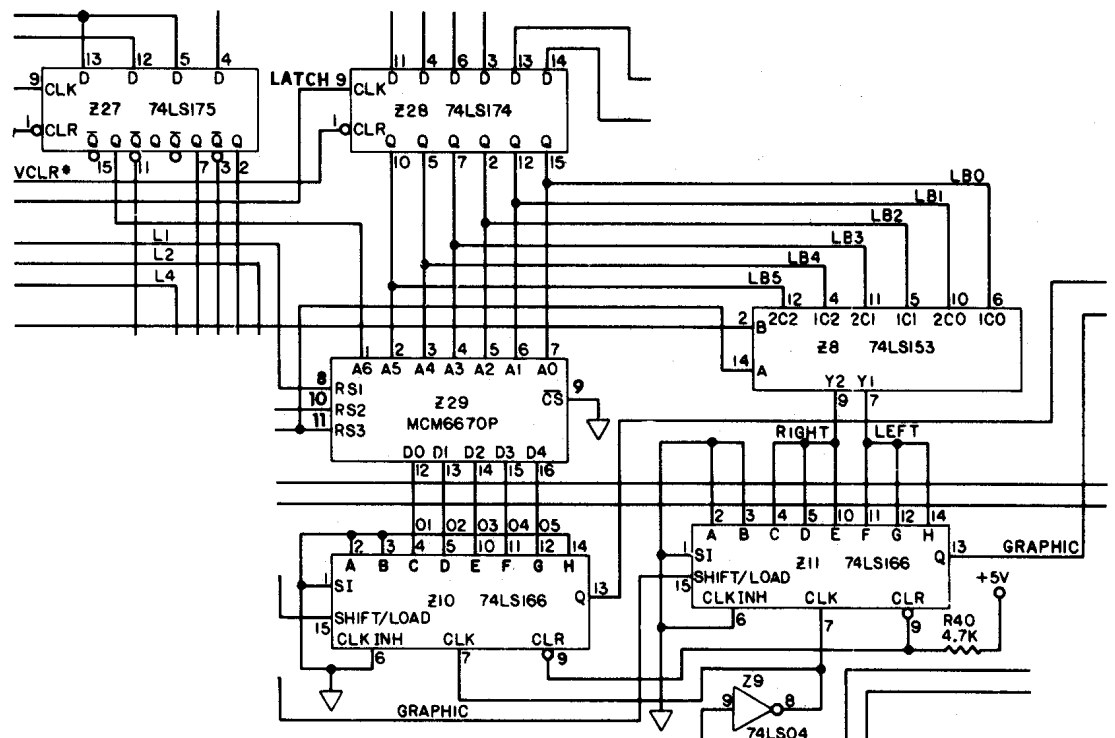 13 12 5 4 11 4 6 3 13 14
D D D D D D D D D D
9 CLK LATCH 9 CLK
Z27 74LS175 Z28 74LS174
1 CLR 1 CLR
Q̅ Q Q̅ Q Q̅ Q Q̅ Q Q Q Q Q Q Q
15 11 7 3 2 10 5 7 2 12 15
VCLR* LB0
LB1
LB2
L1 LB3
L2 LB4
L4 LB5
12 4 11 5 10 6
2C2 1C2 2C1 1C1 2C0 1C0
2 B
Z8 74LS153
14 A
Y2 Y1
9 7
1 2 3 4 5 6 7
A6 A5 A4 A3 A2 A1 A0
8 RS1 9
10 RS2 Z29 C̅S̅
11 RS3 MCM6670P
D0 D1 D2 D3 D4
12 13 14 15 16
RIGHT LEFT
2 3 4 5 10 11 12 14
A B C D E F G H
1 SI Z11 74LS166 Q 13 GRAPHIC
15 SHIFT/LOAD
CLK INH CLK CLR
6 7 9
+5V
R40
4.7K
01 02 03 04 05
2 3 4 5 10 11 12 14
A B C D E F G H
1 SI Q 13
Z10 74LS166
SHIFT/LOAD
15
CLK INH CLK CLR
6 7 9
GRAPHIC
Z9
9 8
74LS04